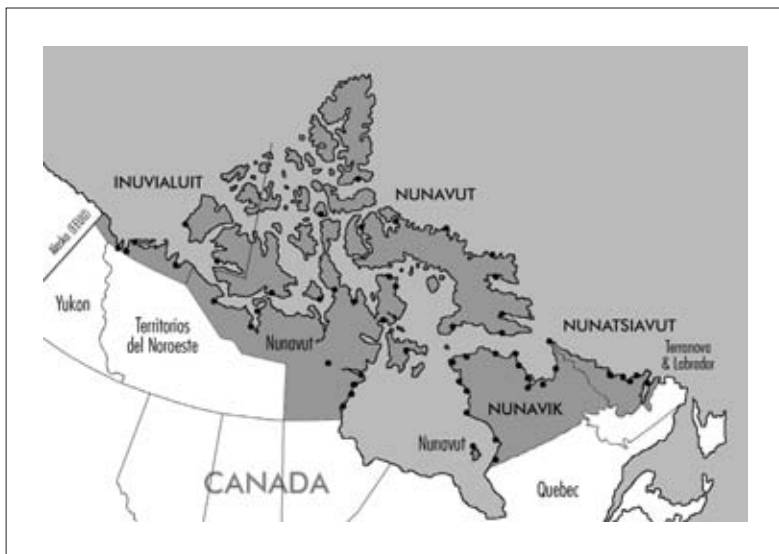 INUVIALUIT
NUNAVUT
Alaska (EEUU)
Yukon
Territorios
del Noroeste
Nunavut
NUNATSIAVUT
Terranova
& Labrador
NUNAVIK
Nunavut
CANADA
Quebec